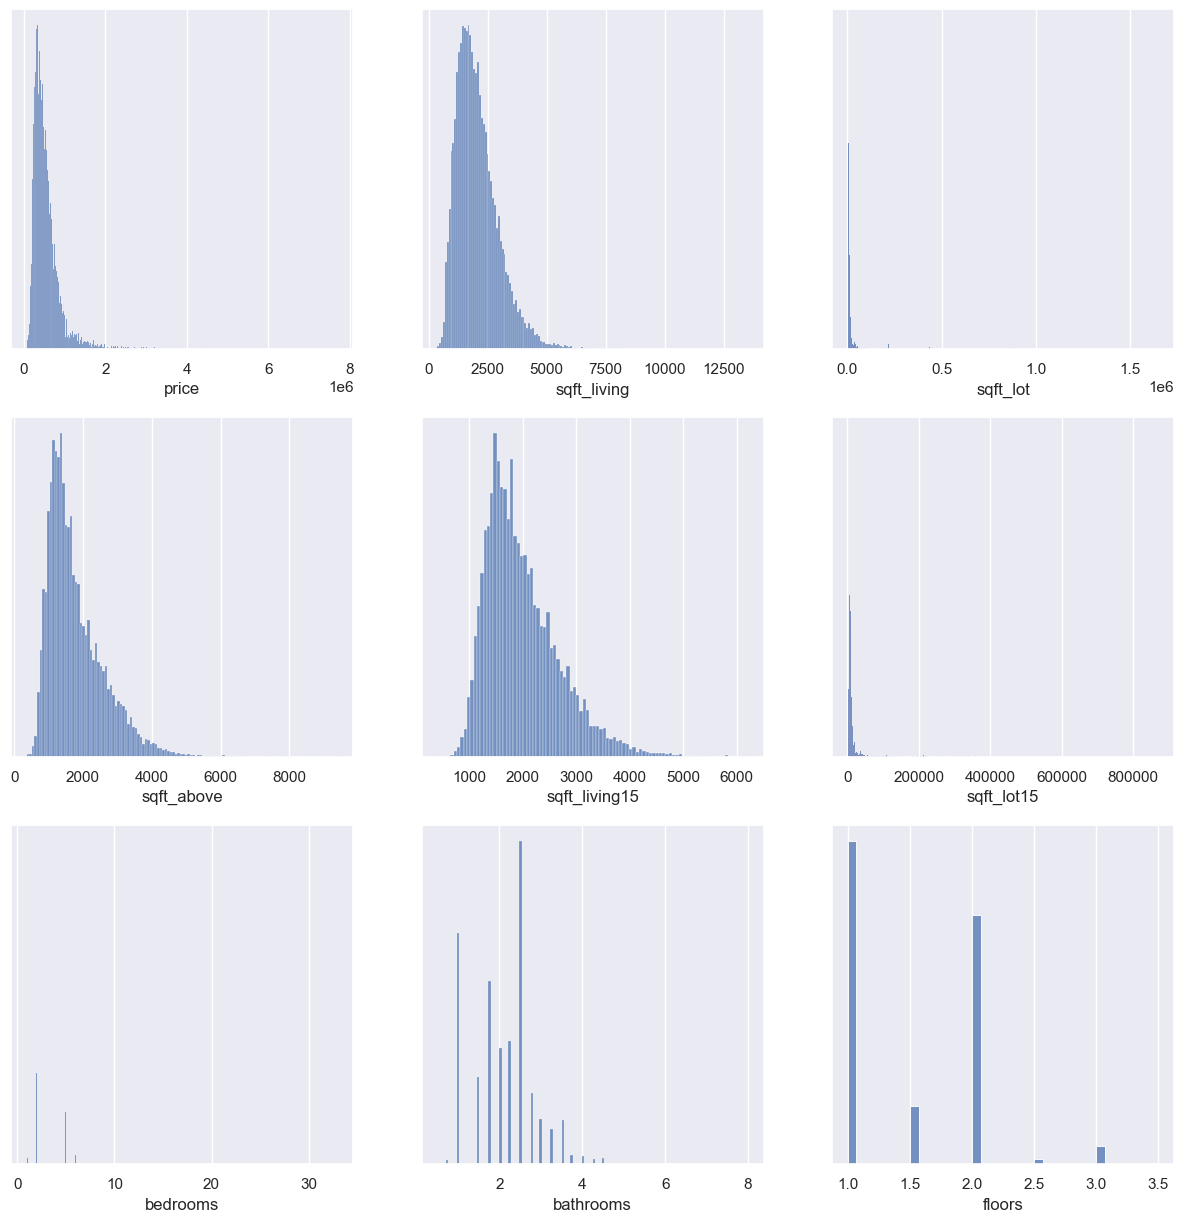 0 2 4 6 8
1e6
price
0 2500 5000 7500 10000 12500
sqft_living
0.0 0.5 1.0 1.5
1e6
sqft_lot
0 2000 4000 6000 8000
sqft_above
1000 2000 3000 4000 5000 6000
sqft_living15
0 200000 400000 600000 800000
sqft_lot15
0 10 20 30
bedrooms
2 4 6 8
bathrooms
1.0 1.5 2.0 2.5 3.0 3.5
floors